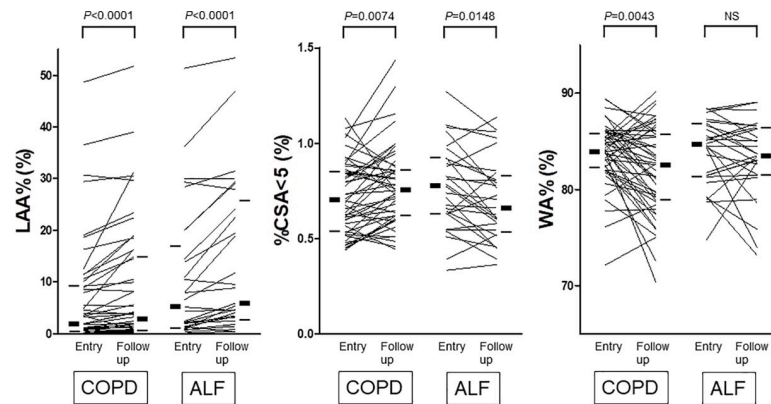 P<0.0001 P<0.0001
LAA% (%)
50
40
30
20
10
0
Entry Follow up Entry Follow up
COPD ALF
P=0.0074 P=0.0148
%CSA<5 (%)
1.5
1.0
0.5
0.0
Entry Follow up Entry Follow up
COPD ALF
P=0.0043 NS
WA% (%)
90
80
70
Entry Follow up Entry Follow up
COPD ALF